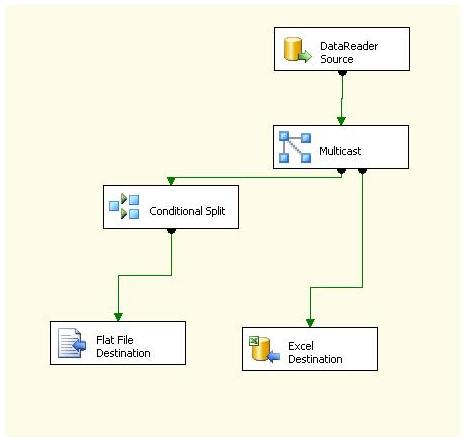 DataReader
Source
Multicast
Conditional Split
Flat File
Destination
Excel
Destination